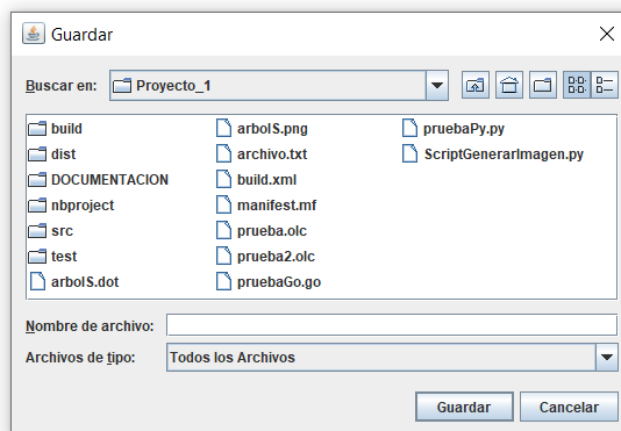 Guardar
Buscar en: Proyecto_1
build
dist
DOCUMENTACION
nbproject
src
test
arbolS.dot
arbolS.png
archivo.txt
build.xml
manifest.mf
prueba.olc
prueba2.olc
pruebaGo.go
pruebaPy.py
ScriptGenerarImagen.py
Nombre de archivo:
Archivos de tipo: Todos los Archivos
Guardar Cancelar